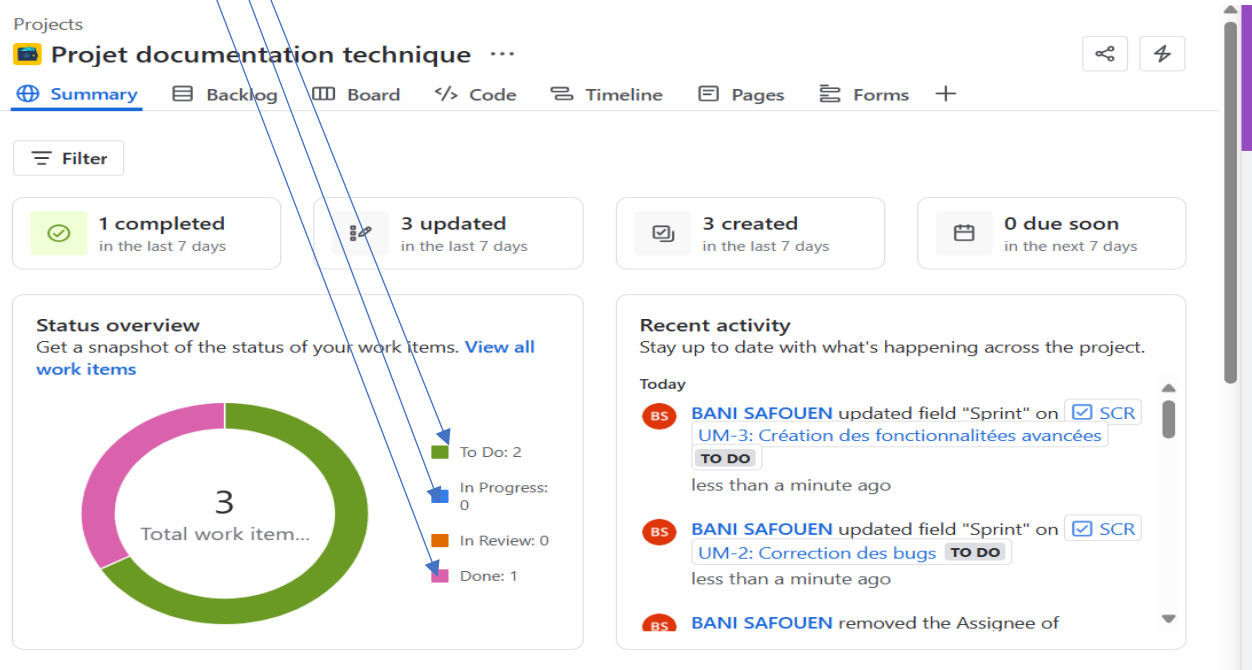 Projects
Projet documentation technique ...
Summary Backlog Board </> Code Timeline Pages Forms +
Filter
1 completed
in the last 7 days
3 updated
in the last 7 days
3 created
in the last 7 days
0 due soon
in the next 7 days
Status overview
Get a snapshot of the status of your work items. View all
work items
3
Total work item...
To Do: 2
In Progress:
0
In Review: 0
Done: 1
Recent activity
Stay up to date with what's happening across the project.
Today
BS BANI SAFOUEN updated field "Sprint" on SCR
UM-3: Création des fonctionnalitées avancées
TO DO
less than a minute ago
BS BANI SAFOUEN updated field "Sprint" on SCR
UM-2: Correction des bugs TO DO
less than a minute ago
BS BANI SAFOUEN removed the Assignee of